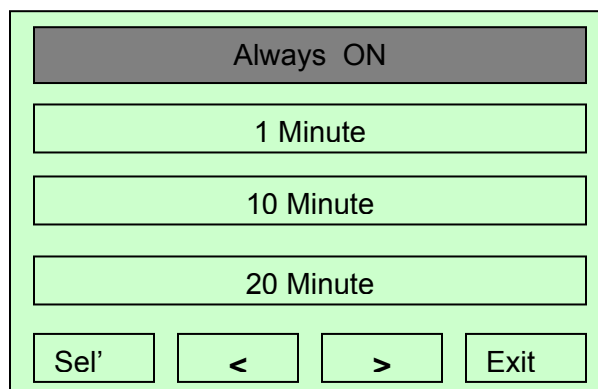 Always ON
1 Minute
10 Minute
20 Minute
Sel' < > Exit